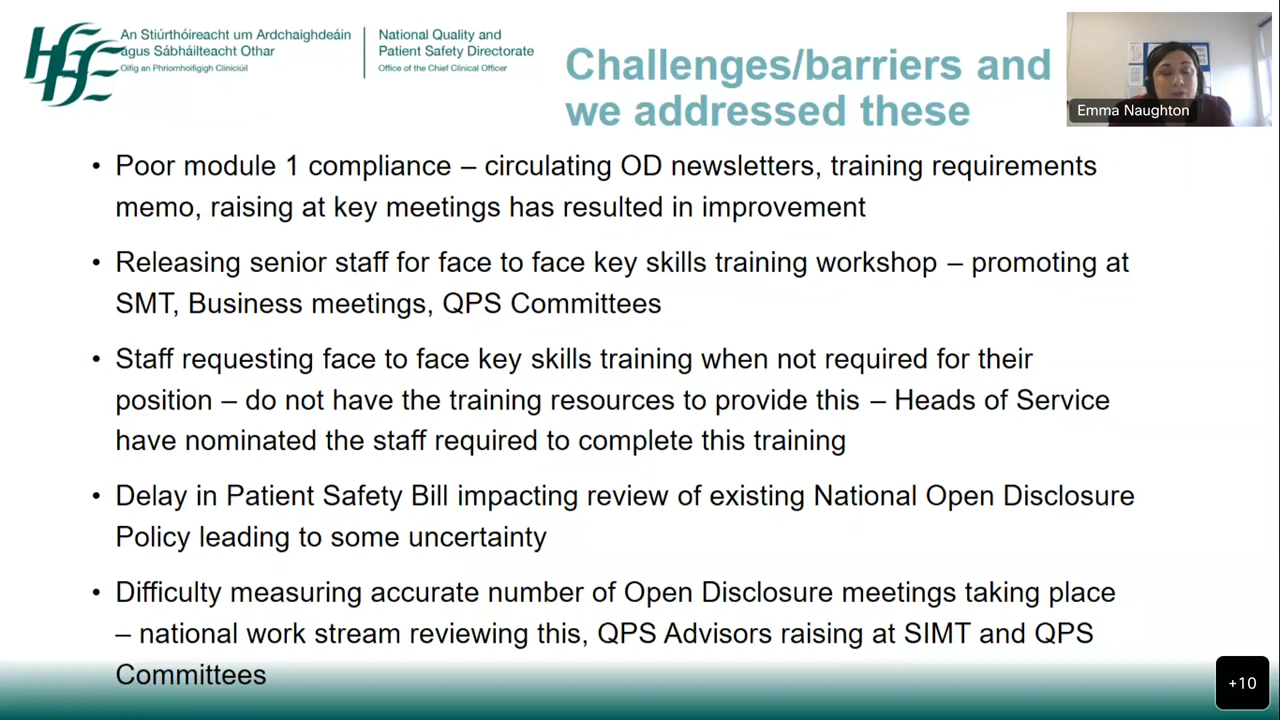 HSE
An Stiúrthóireacht um Ardchaighdeáin
agus Sábháilteacht Othar
Oifig an Phríomhoifigigh Cliniciúil
National Quality and
Patient Safety Directorate
Office of the Chief Clinical Officer
Challenges/barriers and
we addressed these
Emma Naughton
• Poor module 1 compliance – circulating OD newsletters, training requirements
memo, raising at key meetings has resulted in improvement
• Releasing senior staff for face to face key skills training workshop – promoting at
SMT, Business meetings, QPS Committees
• Staff requesting face to face key skills training when not required for their
position – do not have the training resources to provide this – Heads of Service
have nominated the staff required to complete this training
• Delay in Patient Safety Bill impacting review of existing National Open Disclosure
Policy leading to some uncertainty
• Difficulty measuring accurate number of Open Disclosure meetings taking place
– national work stream reviewing this, QPS Advisors raising at SIMT and QPS
Committees
+10